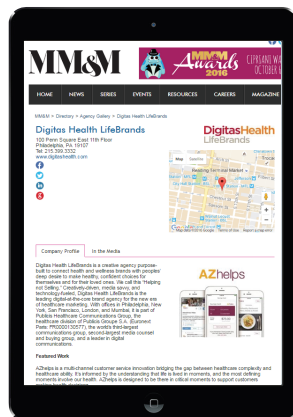 MM&M
MM&M
Awards
2016
CIPRIANI WA
OCTOBER
HOME NEWS SERIES EVENTS RESOURCES CAREERS MAGAZINE
MM&M > Directory > Agency Gallery > Digitas Health LifeBrands
Digitas Health LifeBrands
100 Penn Square East 11th Floor
Philadelphia, PA 19107
Tel: 215.399.3332
www.digitashealth.com
DigitasHealth
LifeBrands
Map Satellite
Reading Terminal Market
Company Profile In the Media
Digitas Health LifeBrands is a creative agency purpose-
built to connect health and wellness brands with peoples'
deep desire to make healthy, confident choices for
themselves and for their loved ones. We call this "Helping
not Selling." Creatively-driven, media savvy, and
technology-fueled, Digitas Health LifeBrands is the
leading digital-at-the-core brand agency for the new era
of healthcare marketing. With offices in Philadelphia, New
York, San Francisco, London, and Mumbai, it is part of
Publicis Healthcare Communications Group, the
healthcare division of Publicis Groupe S.A. (Euronext
Paris: FR0000130577), the world's third-largest
communications group, second-largest media counsel
and buying group, and a leader in digital
communications.
AZhelps
Featured Work
AZhelps is a multi-channel customer service innovation bridging the gap between healthcare complexity and
healthcare ability. It's informed by the understanding that life is lived in moments, and the most defining
moments involve our health. AZhelps is designed to be there in critical moments to support customers